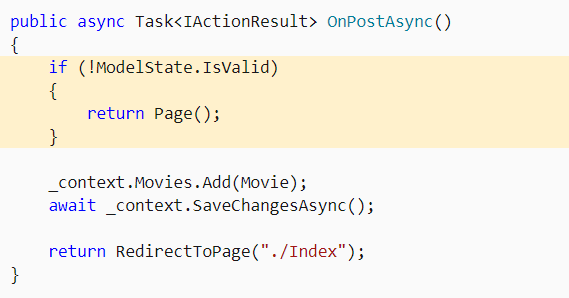 public async Task<IActionResult> OnPostAsync()
{
    if (!ModelState.IsValid)
    {
        return Page();
    }

    _context.Movies.Add(Movie);
    await _context.SaveChangesAsync();

    return RedirectToPage("./Index");
}